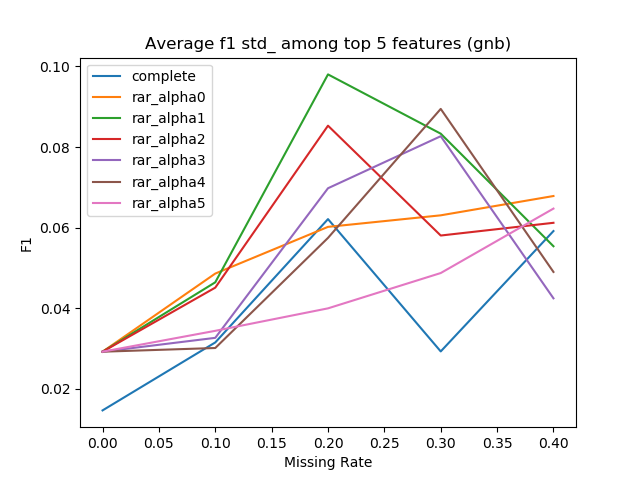 Average f1 std_ among top 5 features (gnb)
complete
rar_alpha0
rar_alpha1
rar_alpha2
rar_alpha3
rar_alpha4
rar_alpha5
0.10
0.08
0.06
0.04
0.02
F1
0.00 0.05 0.10 0.15 0.20 0.25 0.30 0.35 0.40
Missing Rate